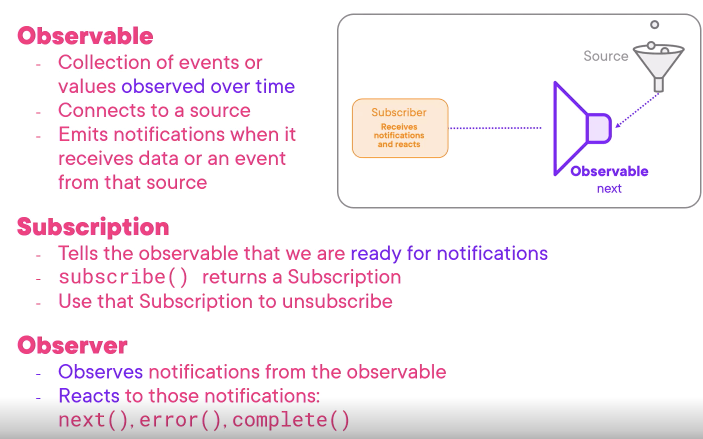 Observable
- Collection of events or
values observed over time
- Connects to a source
- Emits notifications when it
receives data or an event
from that source
Source
Subscriber
Receives
notifications
and reacts
Observable
next
Subscription
- Tells the observable that we are ready for notifications
- subscribe() returns a Subscription
- Use that Subscription to unsubscribe
Observer
- Observes notifications from the observable
- Reacts to those notifications:
next(), error(), complete()